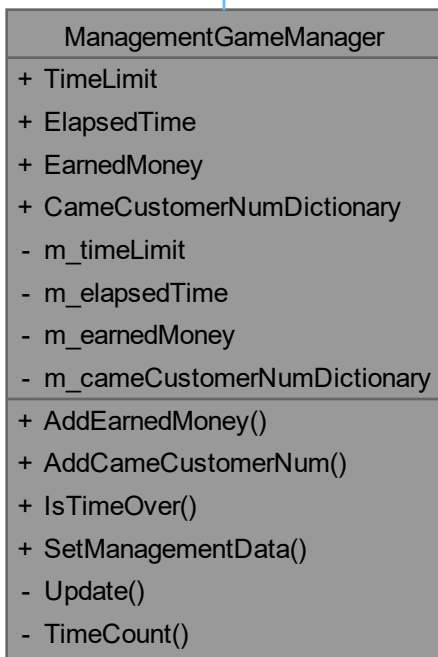 ManagementGameManager
+ TimeLimit
+ ElapsedTime
+ EarnedMoney
+ CameCustomerNumDictionary
- m_timeLimit
- m_elapsedTime
- m_earnedMoney
- m_cameCustomerNumDictionary
+ AddEarnedMoney()
+ AddCameCustomerNum()
+ IsTimeOver()
+ SetManagementData()
- Update()
- TimeCount()